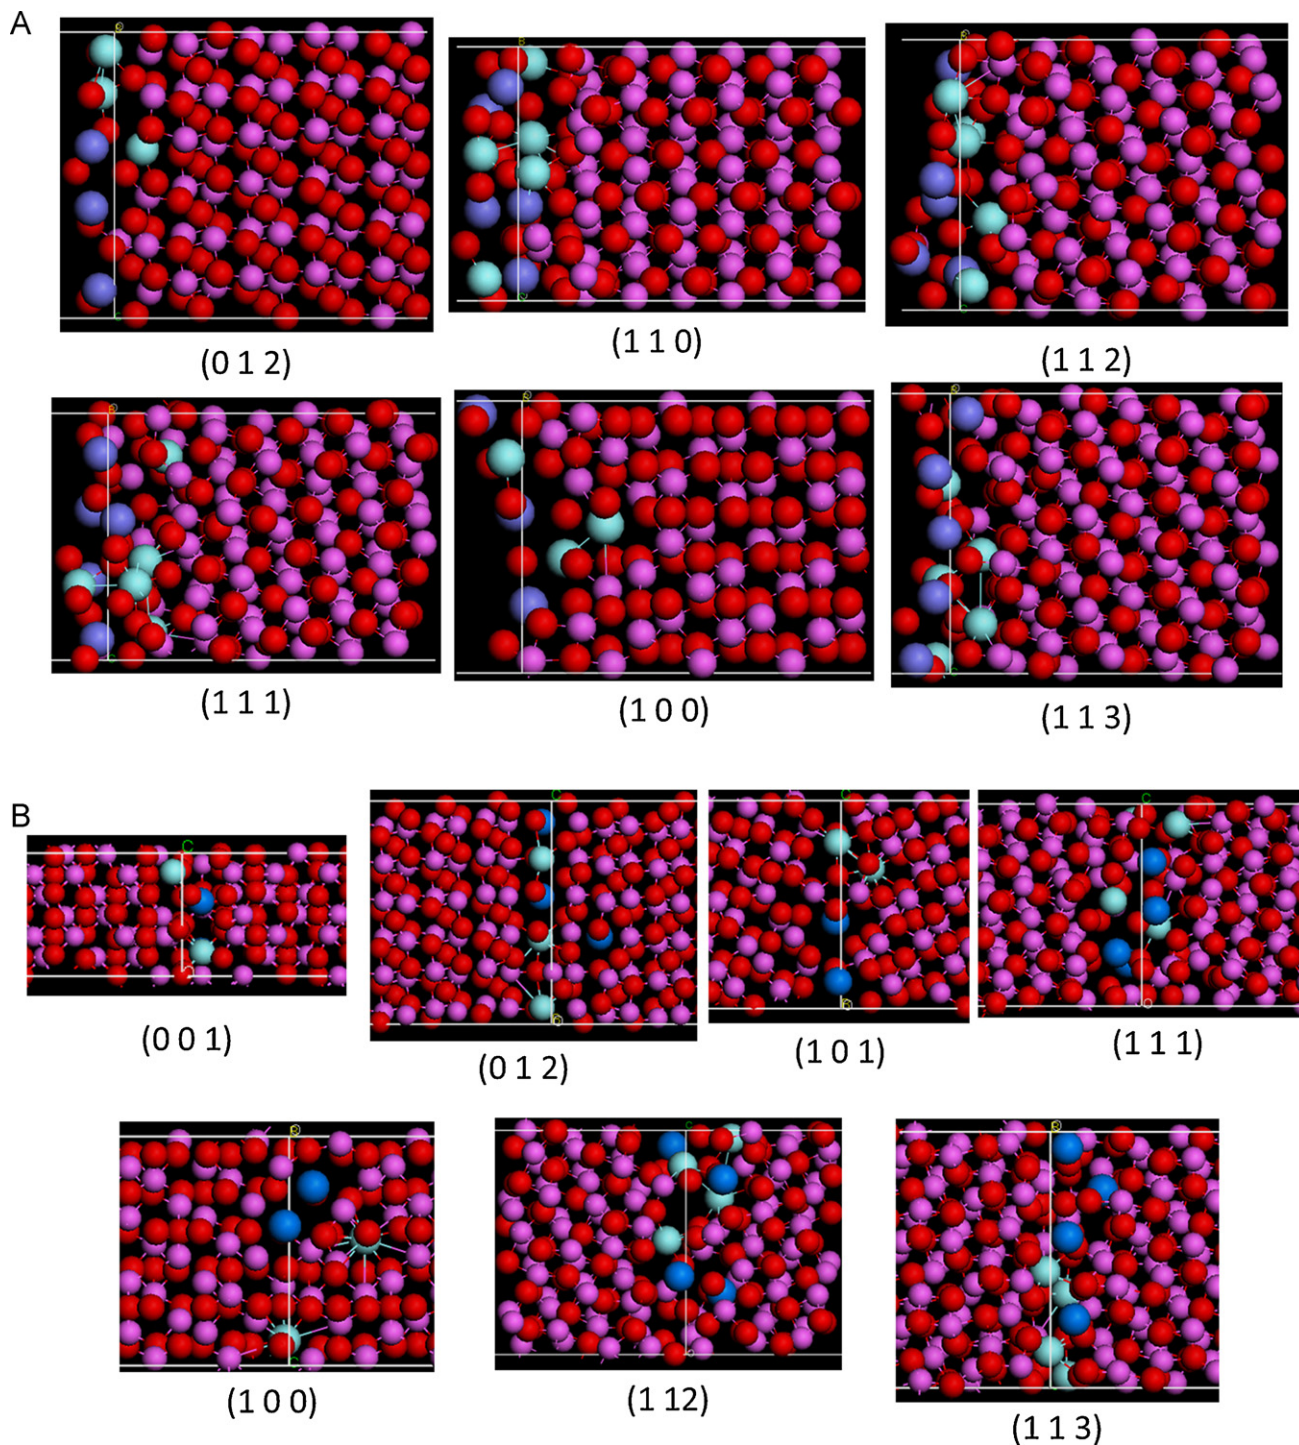 A
(0 1 2) (1 1 0) (1 1 2)
(1 1 1) (1 0 0) (1 1 3)
B
(0 0 1) (0 1 2) (1 0 1) (1 1 1)
(1 0 0) (1 12) (1 1 3)